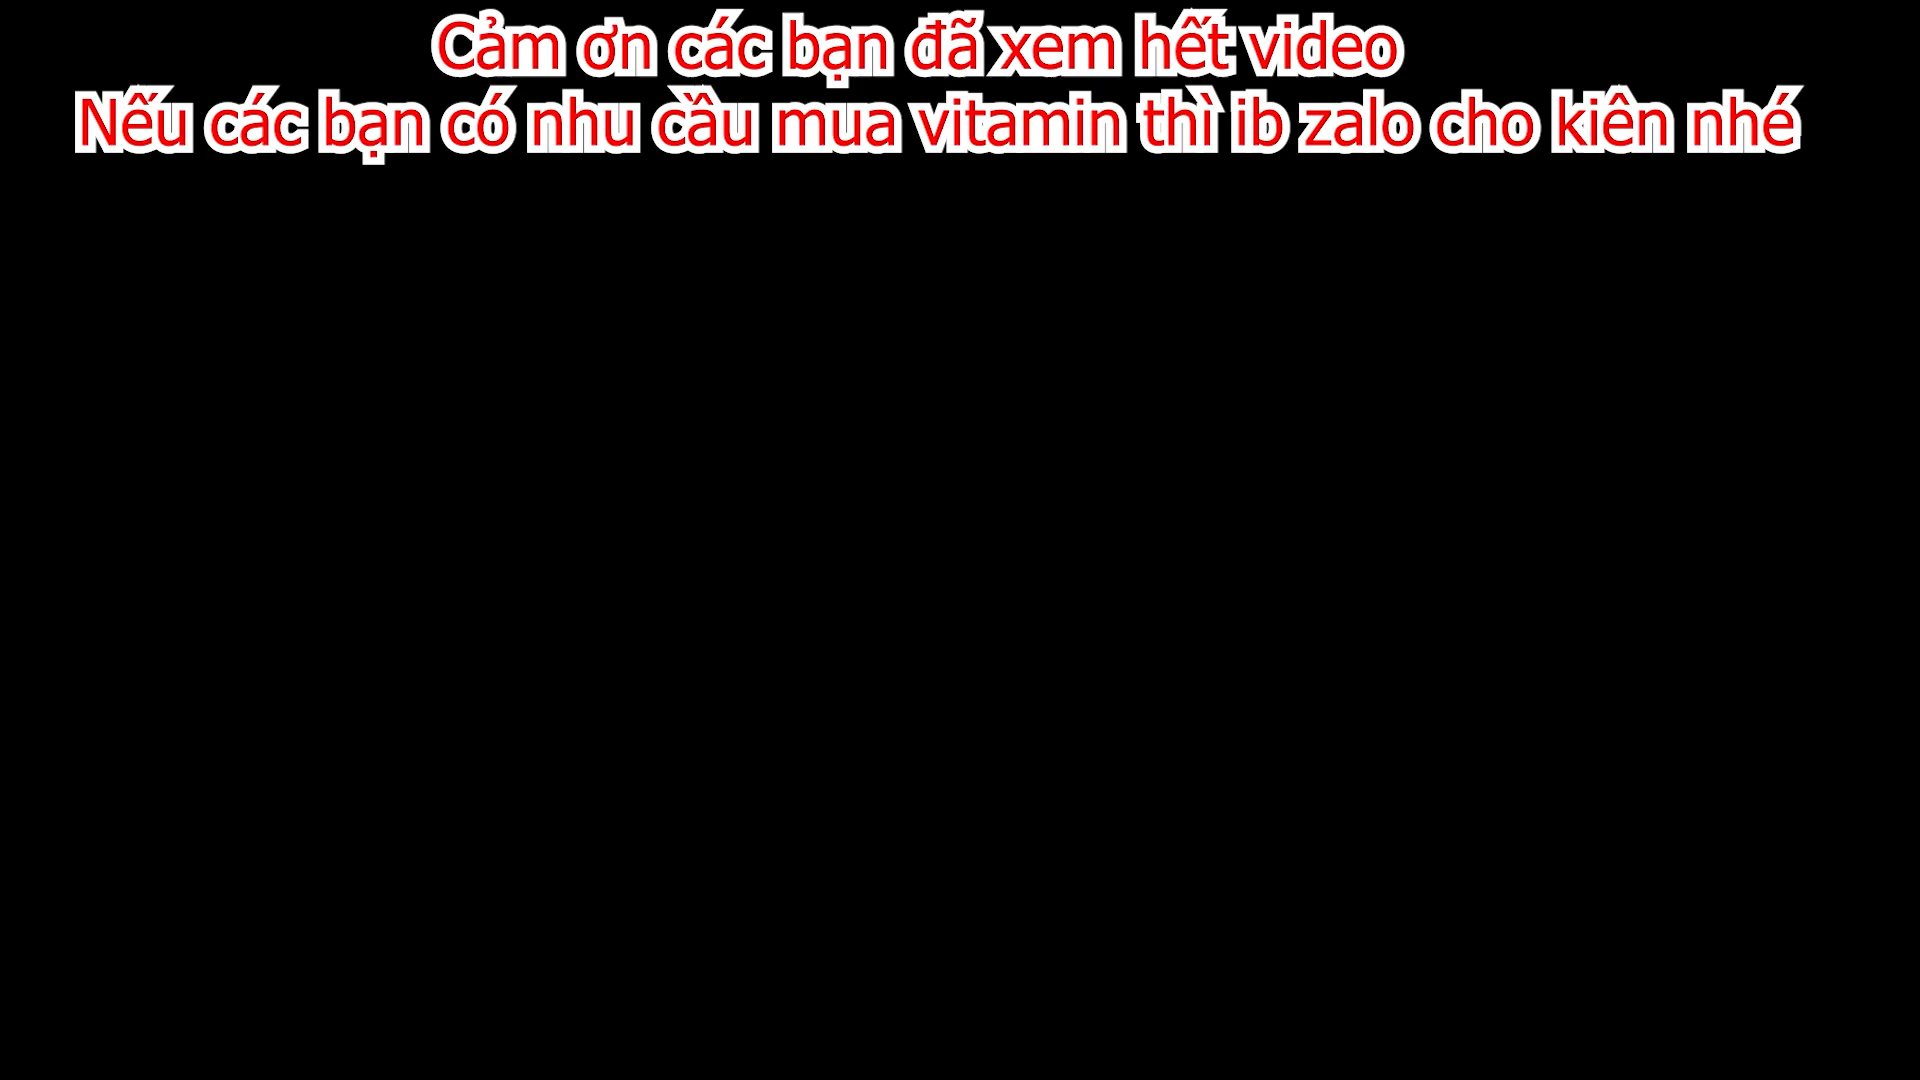 Cảm ơn các bạn đã xem hết video
Nếu các bạn có nhu cầu mua vitamin thì ib zalo cho kiên nhé